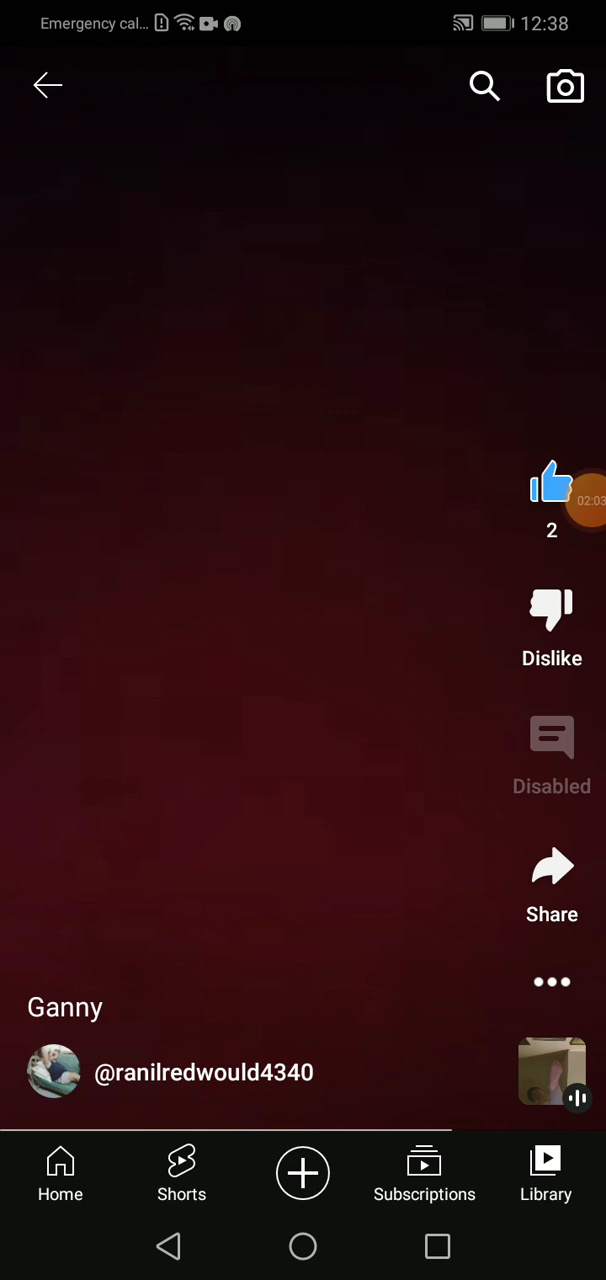 Emergency cal... 12:38
02:03
2
Dislike
Disabled
Share
Ganny
@ranilredwould4340
Home Shorts Subscriptions Library